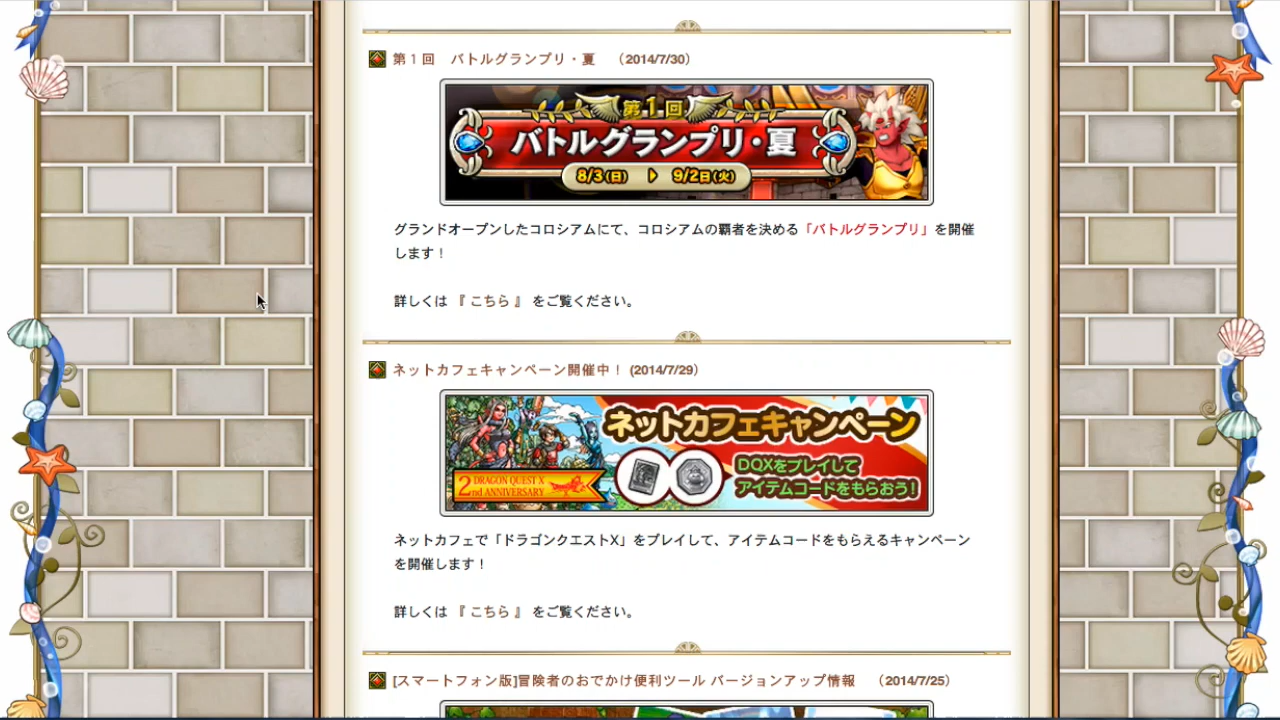 第１回　バトルグランプリ・夏　（2014/7/30）
第1回
バトルグランプリ・夏
8/3(日) ▶ 9/2日(火)
グランドオープンしたコロシアムにて、コロシアムの覇者を決める「バトルグランプリ」を開催
します！
詳しくは 『 こちら 』 をご覧ください。
ネットカフェキャンペーン開催中！ (2014/7/29)
ネットカフェキャンペーン
2 DRAGON QUEST X
nd ANNIVERSARY
DQXをプレイして
アイテムコードをもらおう！
ネットカフェで「ドラゴンクエストX」をプレイして、アイテムコードをもらえるキャンペーン
を開催します！
詳しくは 『 こちら 』 をご覧ください。
[スマートフォン版]冒険者のおでかけ便利ツール バージョンアップ情報　（2014/7/25）